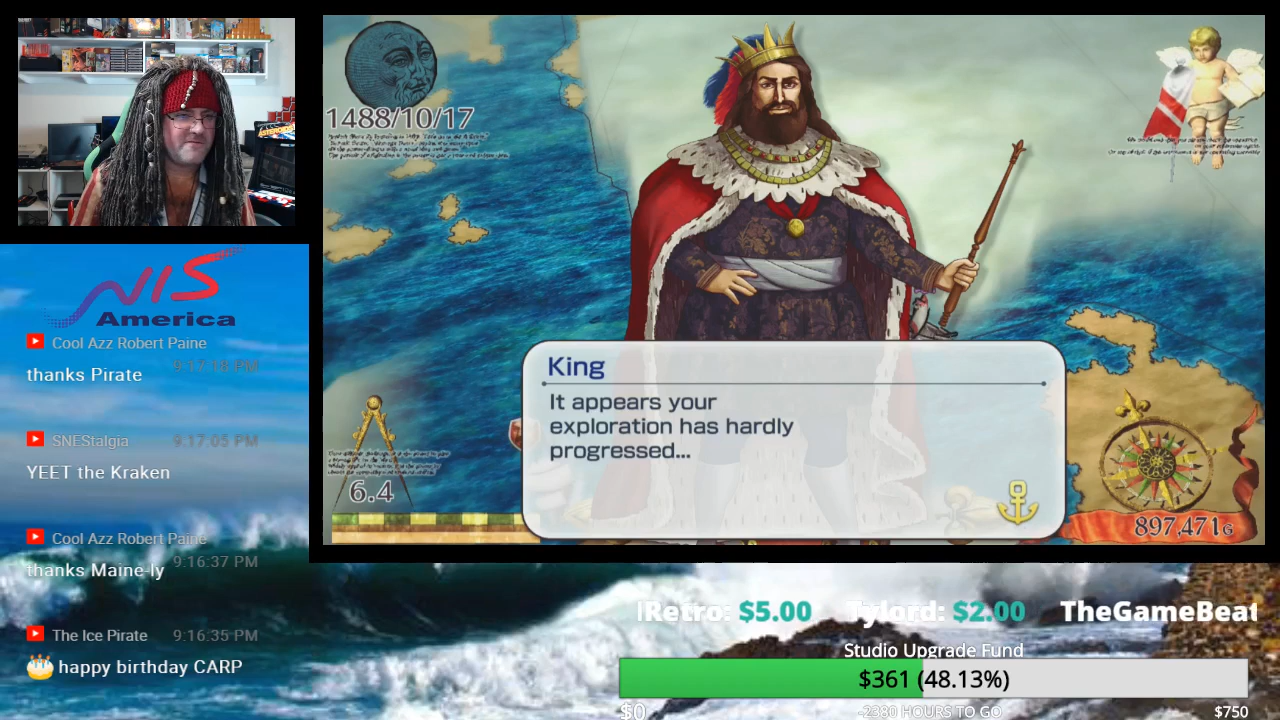 1488/10/17
NIS
America
Cool Azz Robert Paine
9:17:18 PM
thanks Pirate
SNEStalgia 9:17:05 PM
YEET the Kraken
Cool Azz Robert Paine
9:16:37 PM
thanks Maine-ly
The Ice Pirate 9:16:35 PM
happy birthday CARP
King
It appears your
exploration has hardly
progressed...
6.4
897,471G
Retro: $5.00 Tylord: $2.00 TheGameBeat
Studio Upgrade Fund
$361 (48.13%)
$0 -2380 HOURS TO GO $750